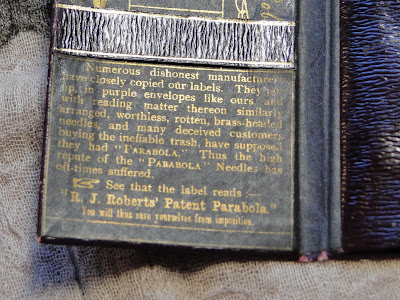 Numerous dishonest manufacturers
have closely copied our labels. They put
up, in purple envelopes like ours and
with reading matter thereon similarly
arranged, worthless, rotten, brass-headed
needles, and many deceived customers
buying the ineffable trash, have supposed
they had "PARABOLA." Thus the high
repute of the "PARABOLA" Needles has
oft-times suffered.
See that the label reads :—
"R. J. Roberts' Patent Parabola."
You will thus save yourselves from imposition.